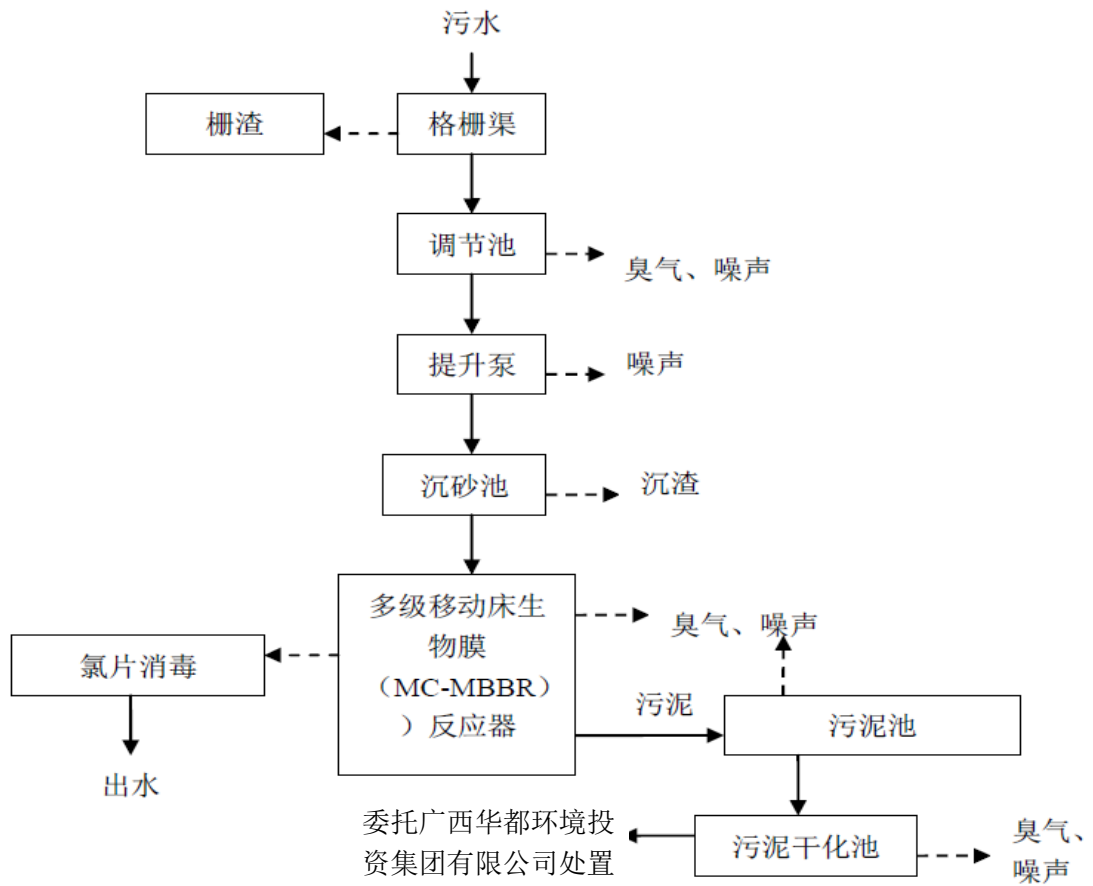 污水
栅渣
格栅渠
调节池
臭气、噪声
提升泵
噪声
沉砂池
沉渣
多级移动床生
物膜
（MC-MBBR）
）反应器
臭气、噪声
氯片消毒
污泥
污泥池
出水
委托广西华都环境投
资集团有限公司处置
污泥干化池
臭气、
噪声